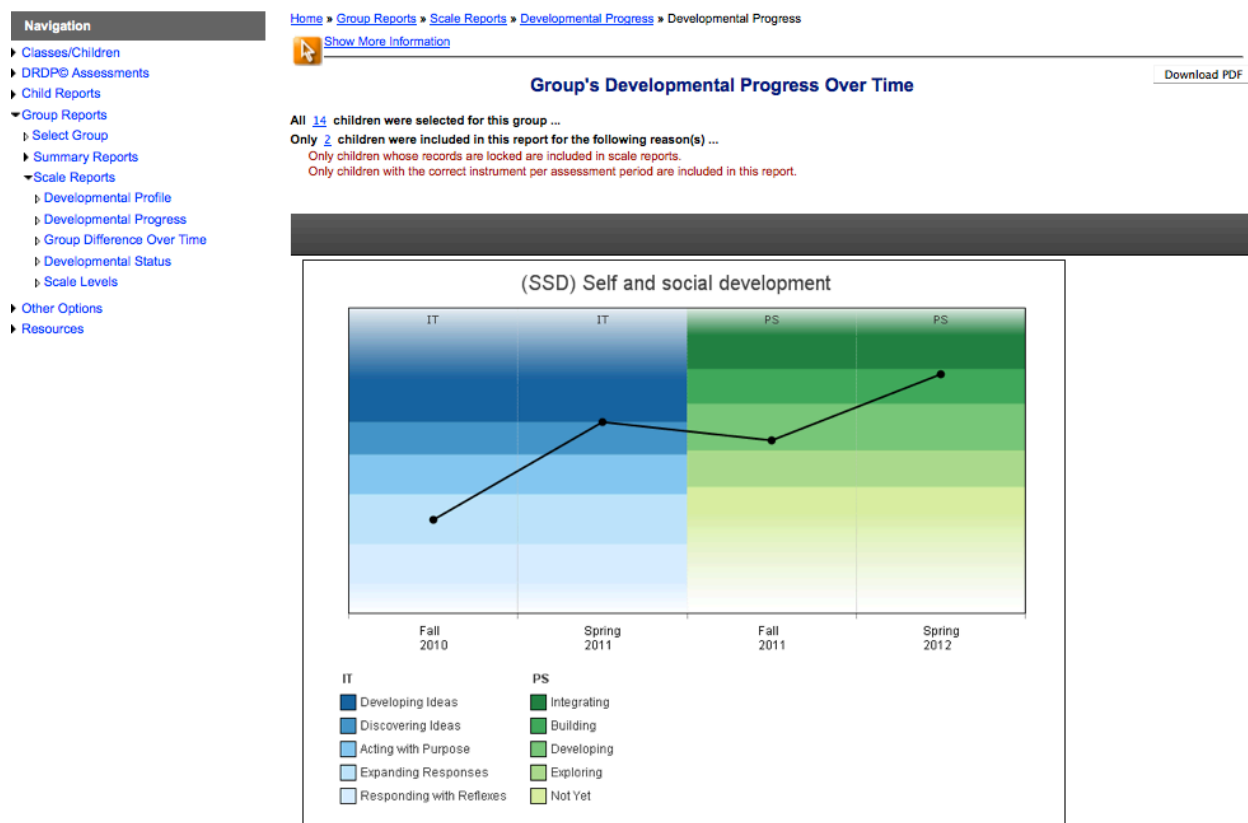 Navigation
Classes/Children
DRDP© Assessments
Child Reports
Group Reports
Select Group
Summary Reports
Scale Reports
Developmental Profile
Developmental Progress
Group Difference Over Time
Developmental Status
Scale Levels
Other Options
Resources
Home » Group Reports » Scale Reports » Developmental Progress » Developmental Progress
Show More Information
Download PDF
Group's Developmental Progress Over Time
All 14 children were selected for this group ...
Only 2 children were included in this report for the following reason(s) ...
Only children whose records are locked are included in scale reports.
Only children with the correct instrument per assessment period are included in this report.
(SSD) Self and social development
IT IT PS PS
Fall Spring Fall Spring
2010 2011 2011 2012
IT PS
Developing Ideas Integrating
Discovering Ideas Building
Acting with Purpose Developing
Expanding Responses Exploring
Responding with Reflexes Not Yet